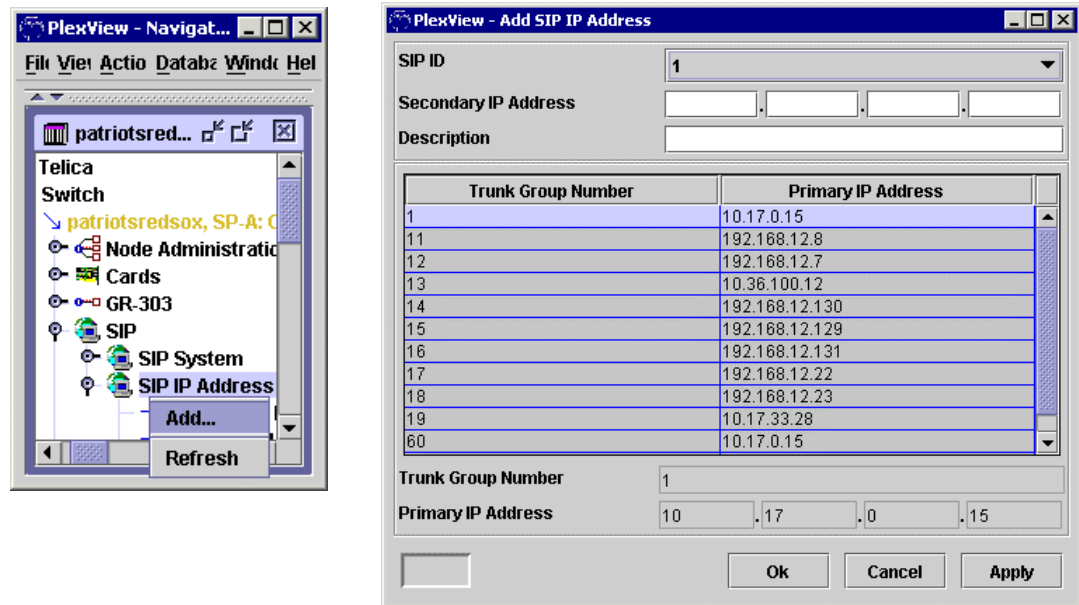 PlexView - Navigat...
File View Actio Databa Windo Hel
patriotsred...
Telica
Switch
patriotsredsox, SP-A: C
Node Administratio
Cards
GR-303
SIP
SIP System
SIP IP Address
Add...
Refresh
PlexView - Add SIP IP Address
SIP ID 1
Secondary IP Address . . .
Description
Trunk Group Number Primary IP Address
1 10.17.0.15
11 192.168.12.8
12 192.168.12.7
13 10.36.100.12
14 192.168.12.130
15 192.168.12.129
16 192.168.12.131
17 192.168.12.22
18 192.168.12.23
19 10.17.33.28
60 10.17.0.15
Trunk Group Number 1
Primary IP Address 10 . 17 . 0 . 15
Ok Cancel Apply